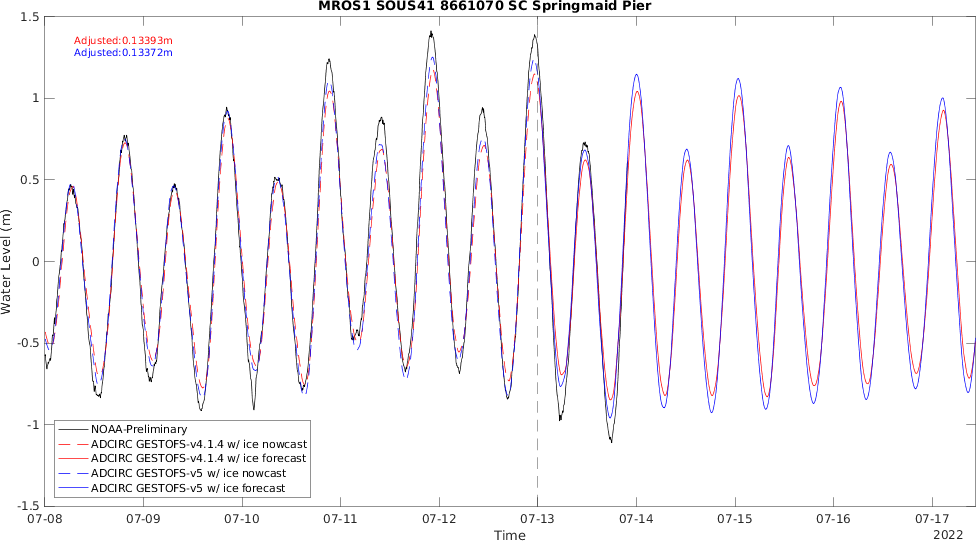 MROS1 SOUS41 8661070 SC Springmaid Pier
Adjusted:0.13393m
Adjusted:0.13372m
Water Level (m)
1.5
1
0.5
0
-0.5
-1
-1.5
NOAA-Preliminary
ADCIRC GESTOFS-v4.1.4 w/ ice nowcast
ADCIRC GESTOFS-v4.1.4 w/ ice forecast
ADCIRC GESTOFS-v5 w/ ice nowcast
ADCIRC GESTOFS-v5 w/ ice forecast
07-08 07-09 07-10 07-11 07-12 07-13 07-14 07-15 07-16 07-17
Time
2022